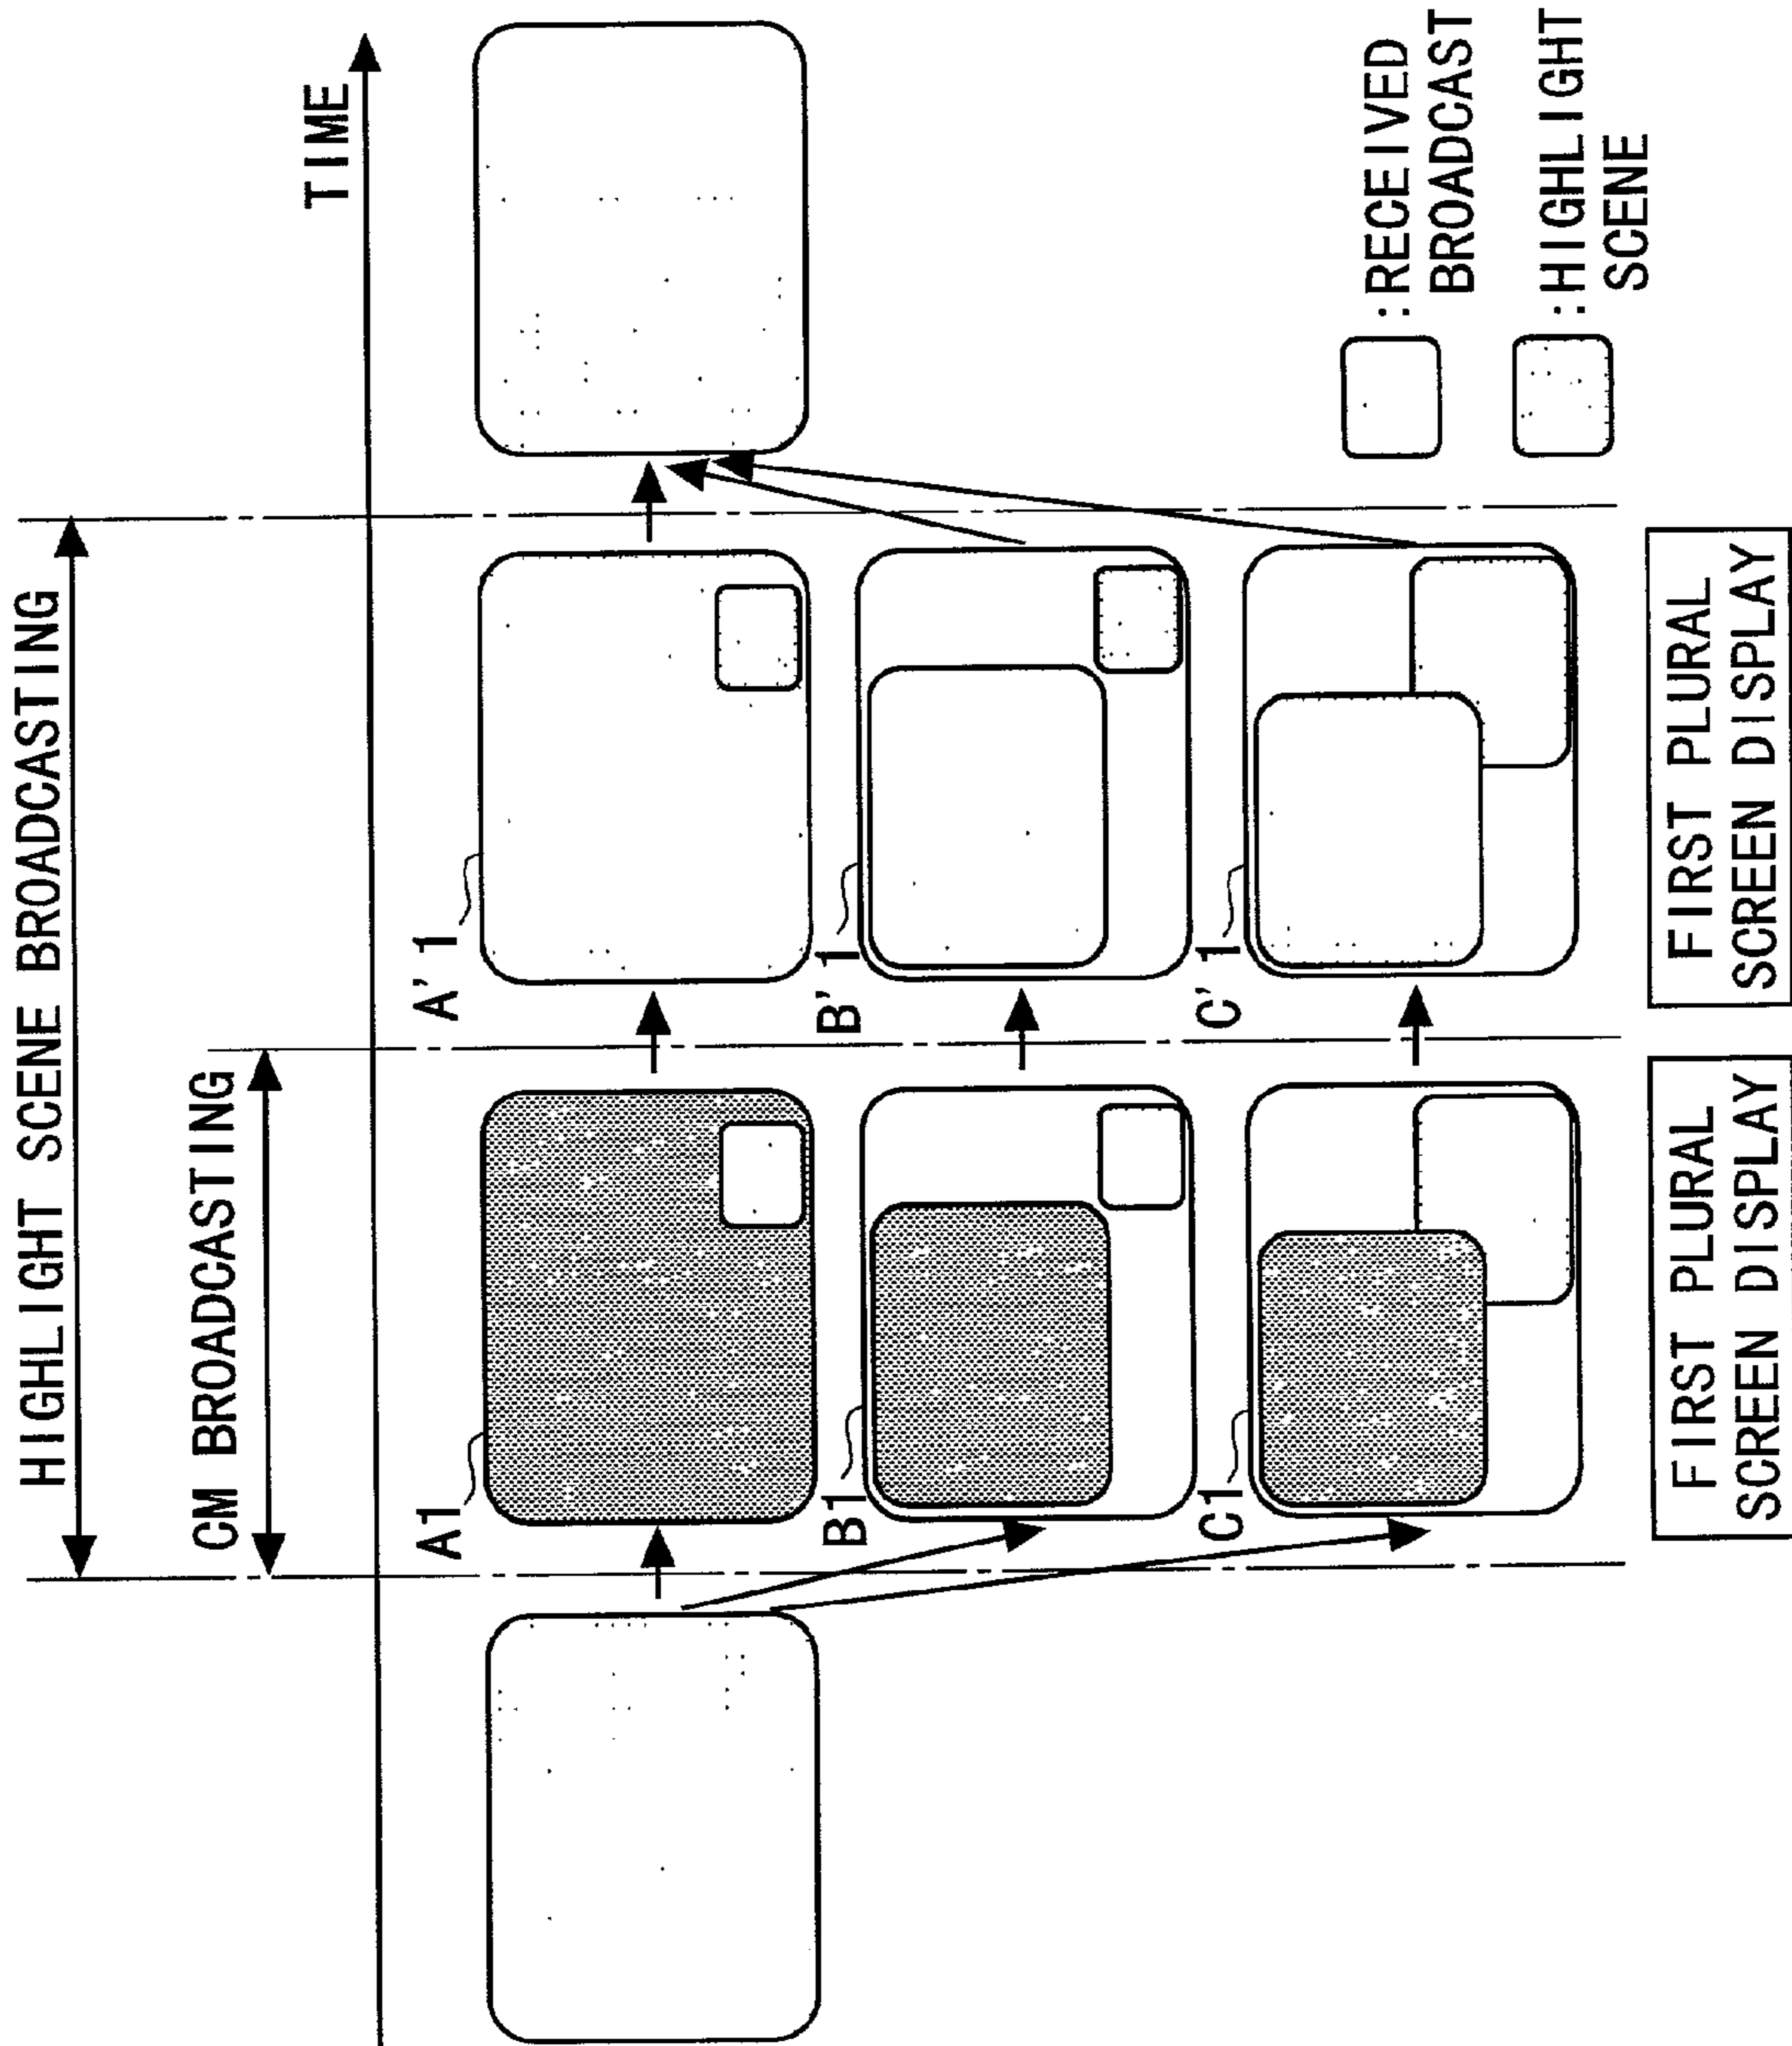 HIGHLIGHT SCENE BROADCASTING
CM BROADCASTING
TIME
A1
A'1
B1
B'1
C1
C'1
:RECEIVED
BROADCAST
:HIGHLIGHT
SCENE
FIRST PLURAL
SCREEN DISPLAY
FIRST PLURAL
SCREEN DISPLAY